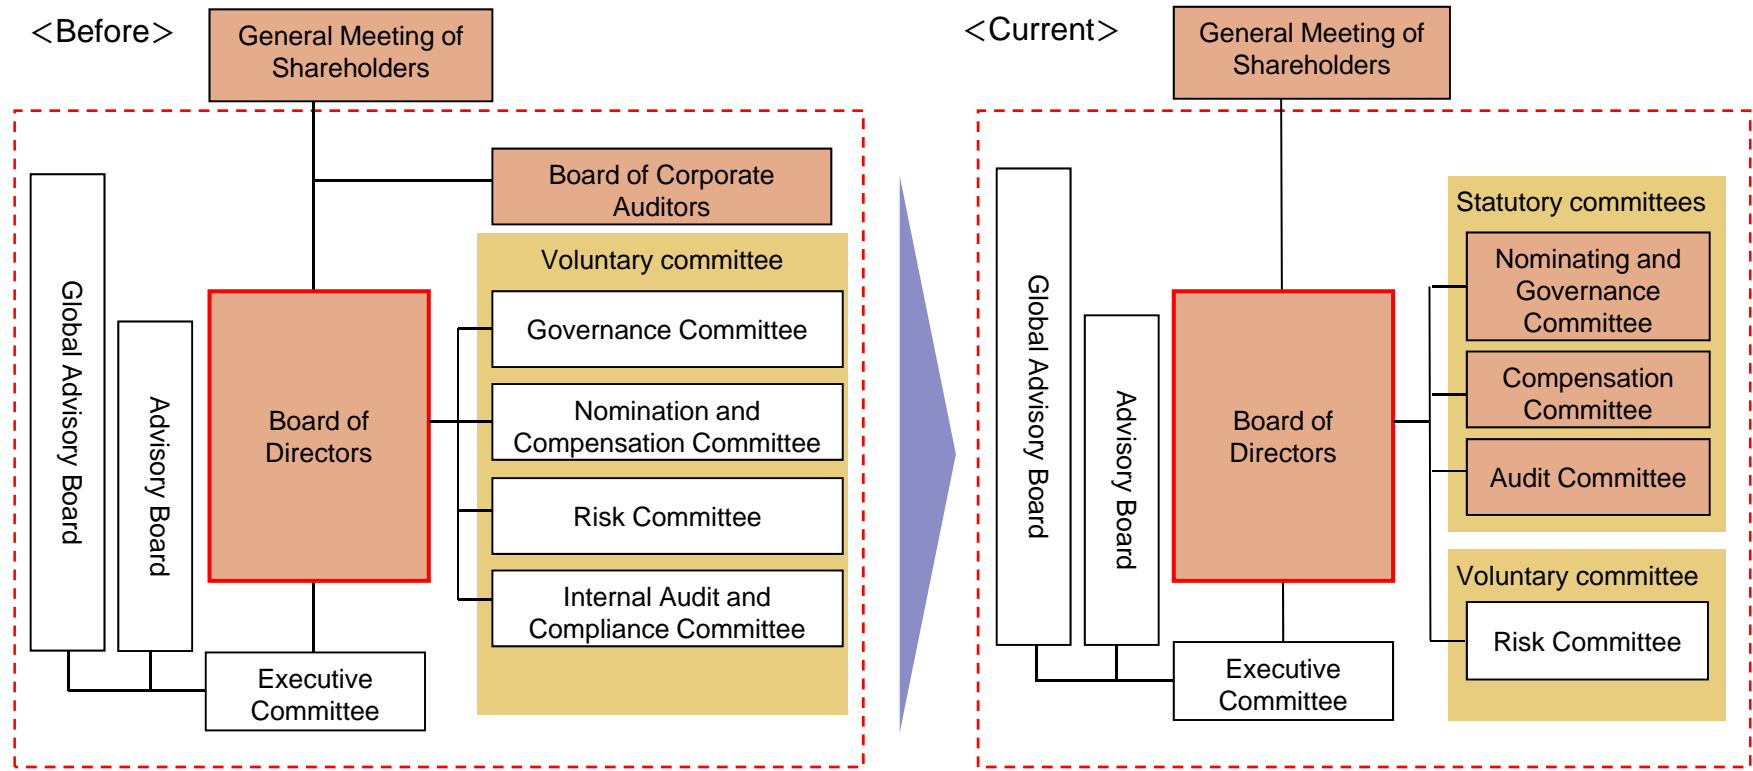 ＜Before＞
General Meeting of
Shareholders
Board of Corporate
Auditors
Voluntary committee
Global Advisory Board
Advisory Board
Board of
Directors
Governance Committee
Nomination and
Compensation Committee
Risk Committee
Internal Audit and
Compliance Committee
Executive
Committee
＜Current＞
General Meeting of
Shareholders
Global Advisory Board
Advisory Board
Board of
Directors
Statutory committees
Nominating and
Governance
Committee
Compensation
Committee
Audit Committee
Voluntary committee
Risk Committee
Executive
Committee